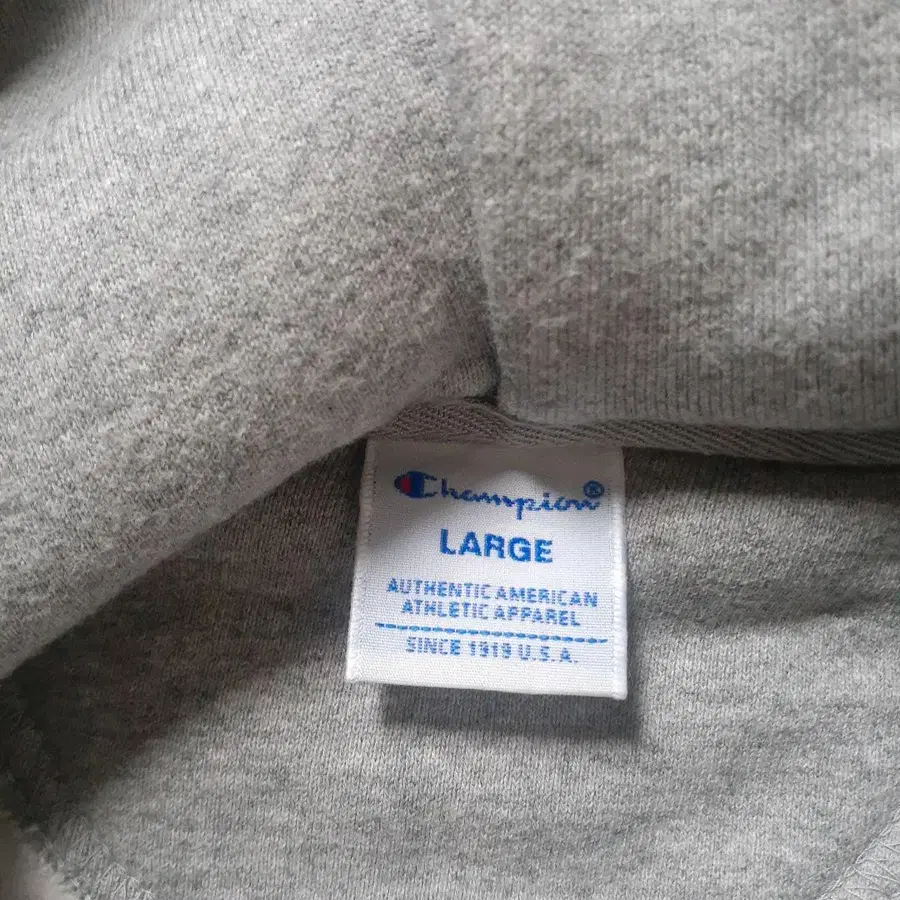 Champion®
LARGE
AUTHENTIC AMERICAN
ATHLETIC APPAREL
SINCE 1919 U.S.A.